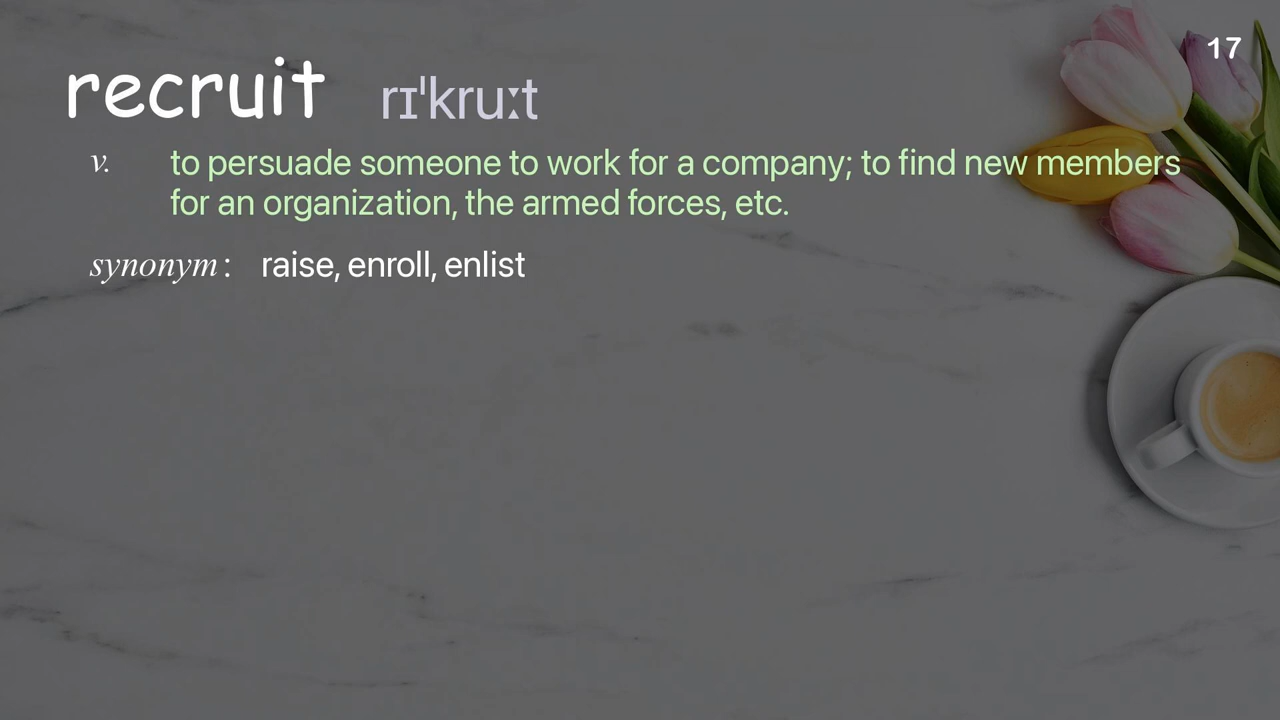 17
recruit rɪˈkruːt
v. to persuade someone to work for a company; to find new members
for an organization, the armed forces, etc.
synonym : raise, enroll, enlist